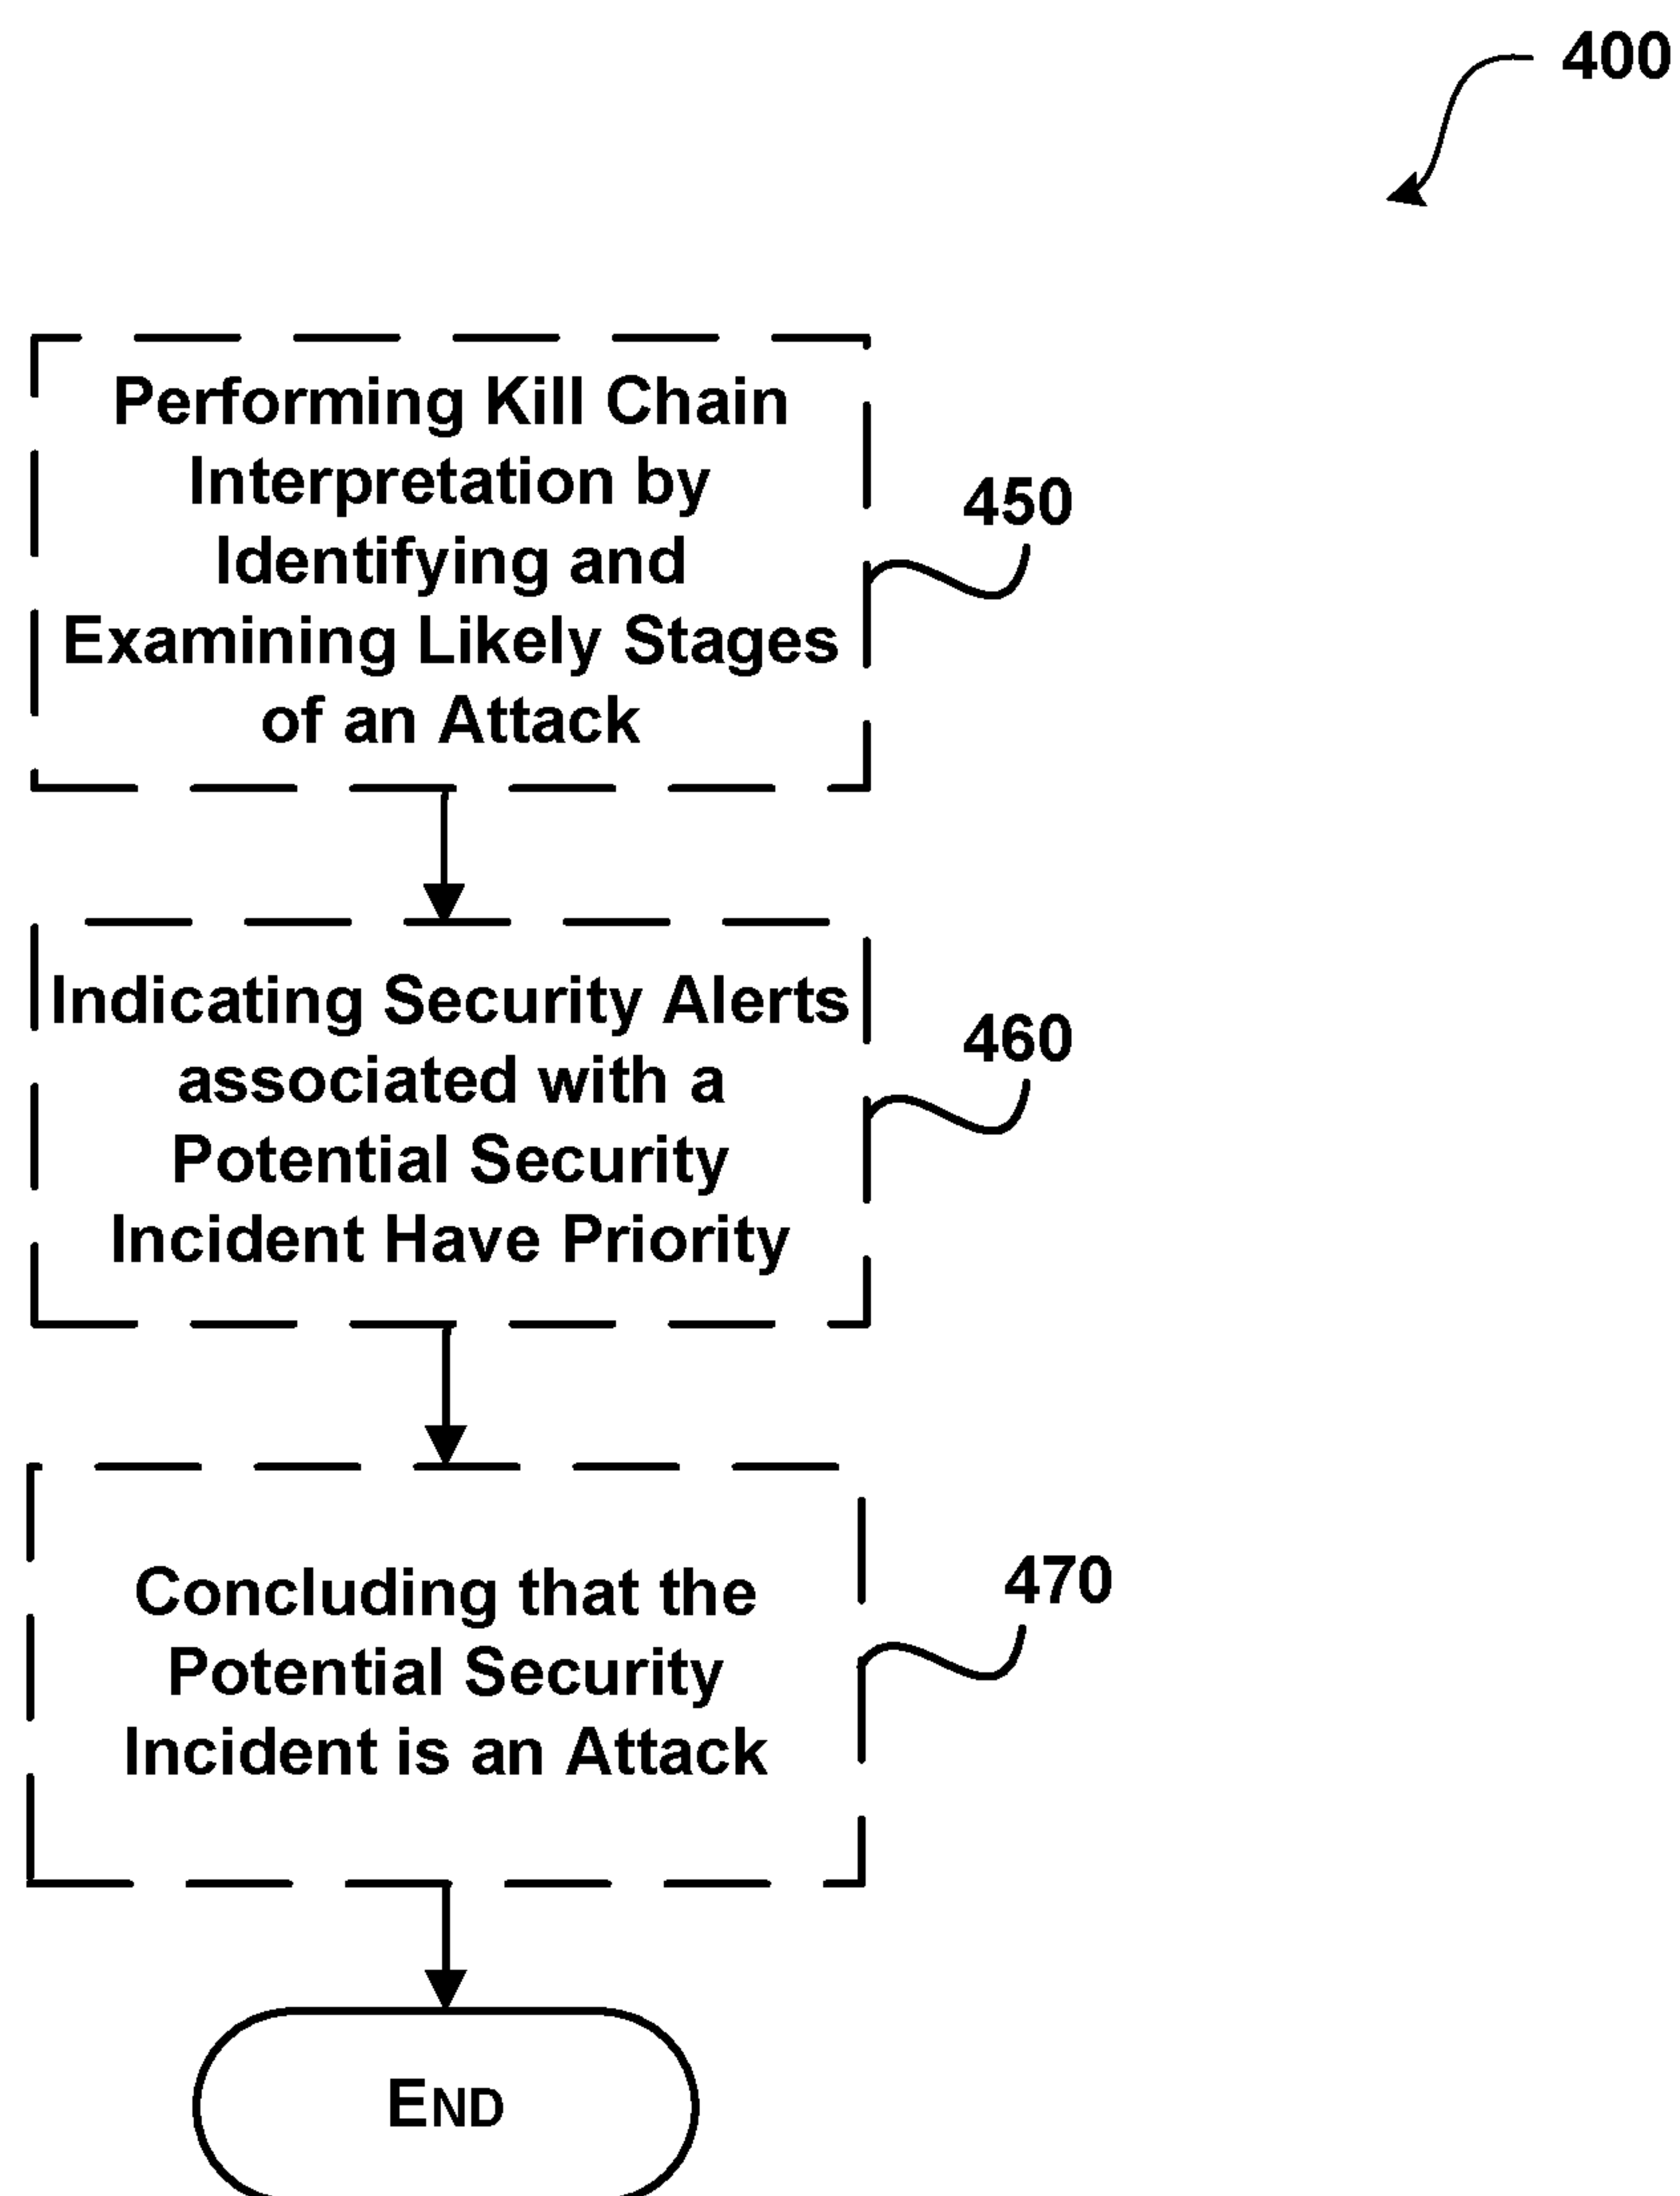 400
Performing Kill Chain
Interpretation by
Identifying and
Examining Likely Stages
of an Attack
450
Indicating Security Alerts
associated with a
Potential Security
Incident Have Priority
460
Concluding that the
Potential Security
Incident is an Attack
470
END